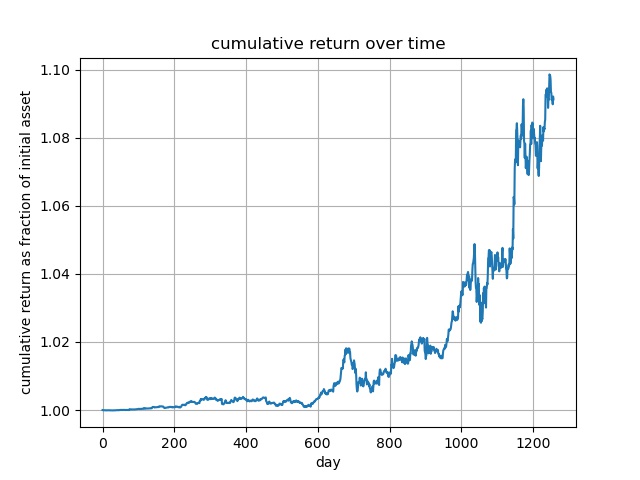 cumulative return over time
cumulative return as fraction of initial asset
1.10
1.08
1.06
1.04
1.02
1.00
0 200 400 600 800 1000 1200
day